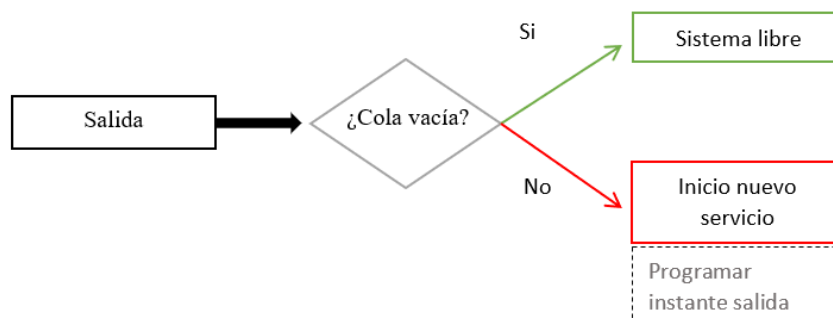 Si
Sistema libre
Salida
¿Cola vacía?
No
Inicio nuevo
servicio
Programar
instante salida